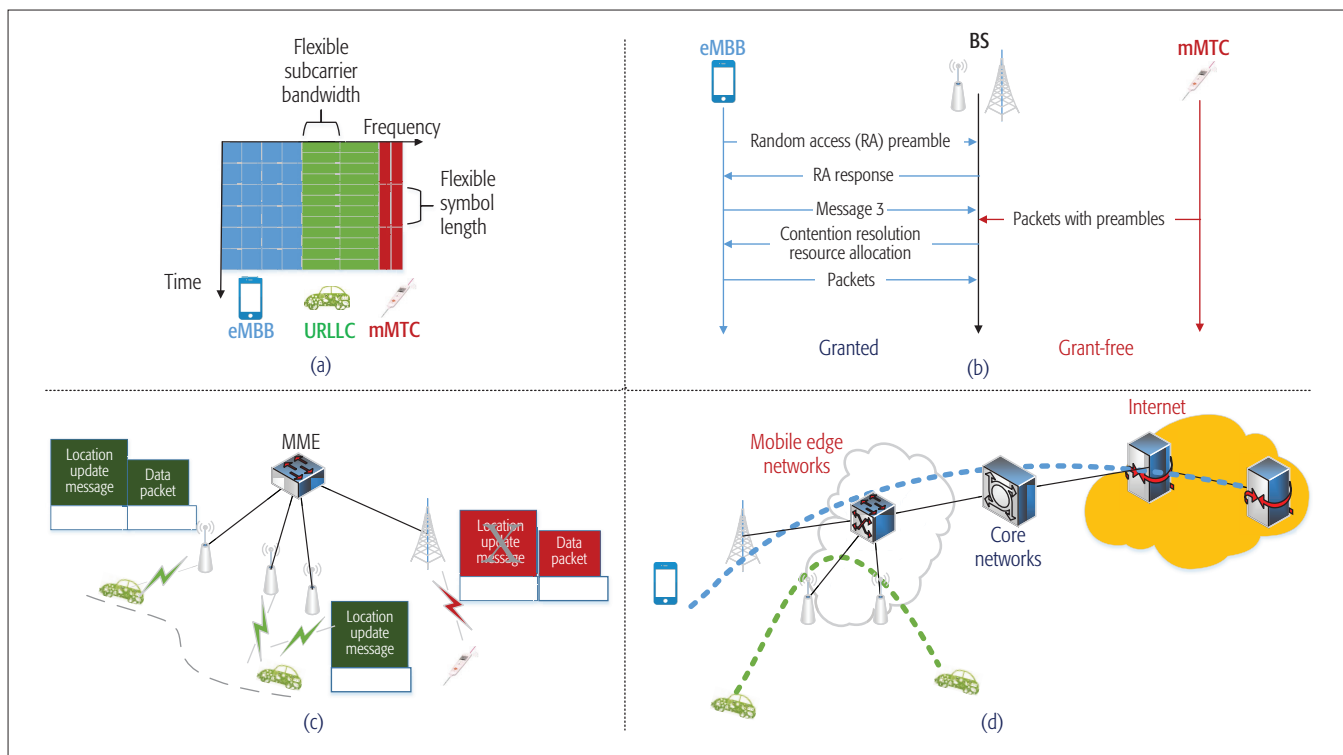 Flexible
subcarrier
bandwidth
Frequency
Flexible
symbol
length
Time
eMBB
URLLC
mMTC
(a)
eMBB
BS
mMTC
Random access (RA) preamble
RA response
Message 3
Packets with preambles
Contention resolution
resource allocation
Packets
Granted
Grant-free
(b)
MME
Location
update
message
Data
packet
Location
update
message
Data
packet
Location
update
message
(c)
Internet
Mobile edge
networks
Core
networks
(d)